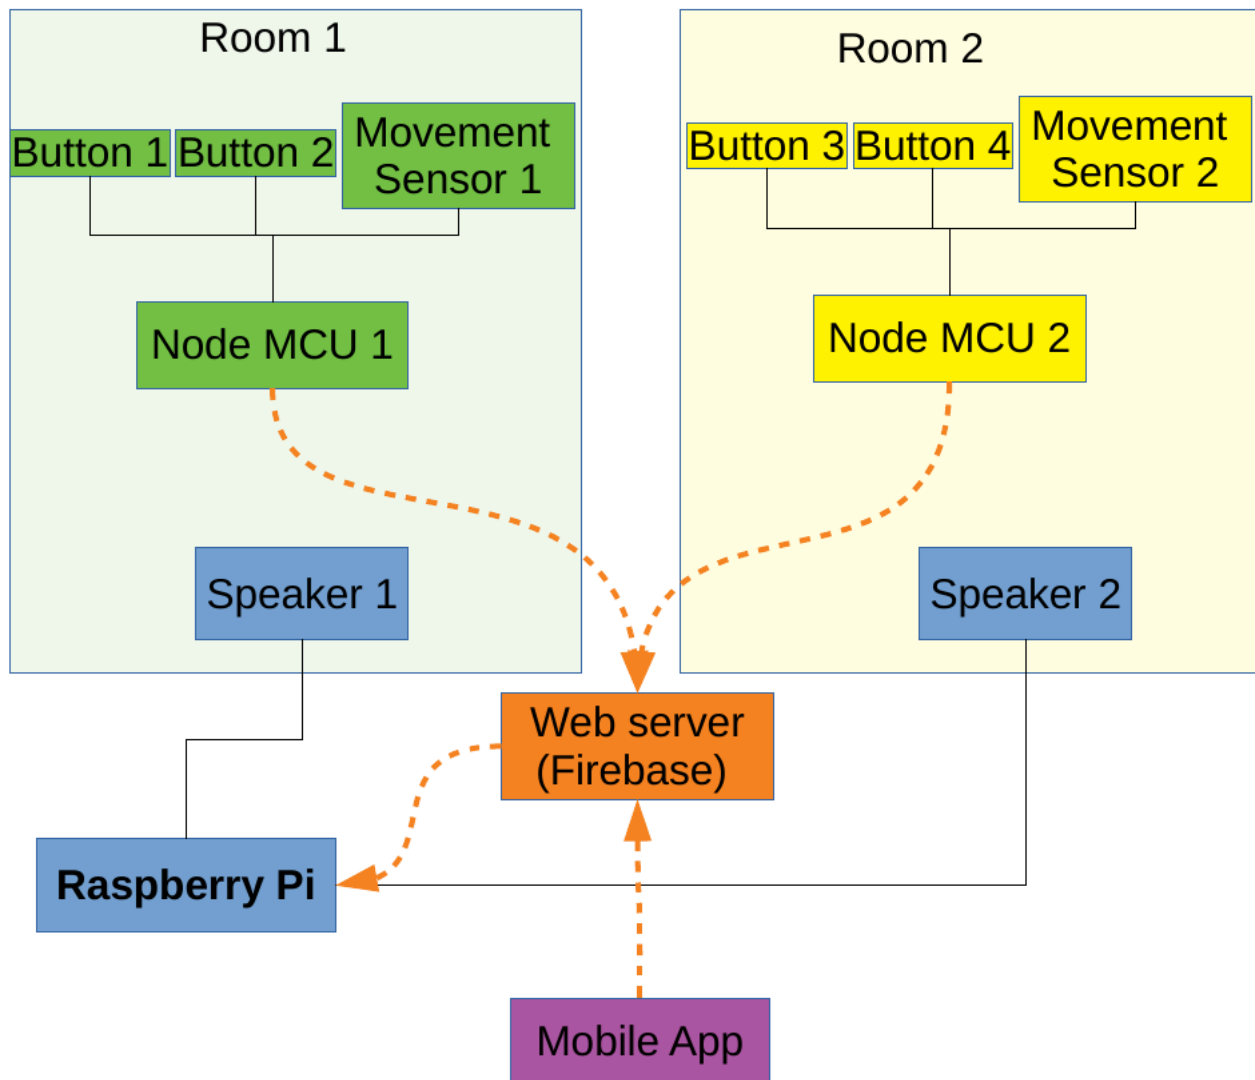 Room 1
Room 2
Button 1
Button 2
Movement
Sensor 1
Button 3
Button 4
Movement
Sensor 2
Node MCU 1
Node MCU 2
Speaker 1
Speaker 2
Web server
(Firebase)
Raspberry Pi
Mobile App